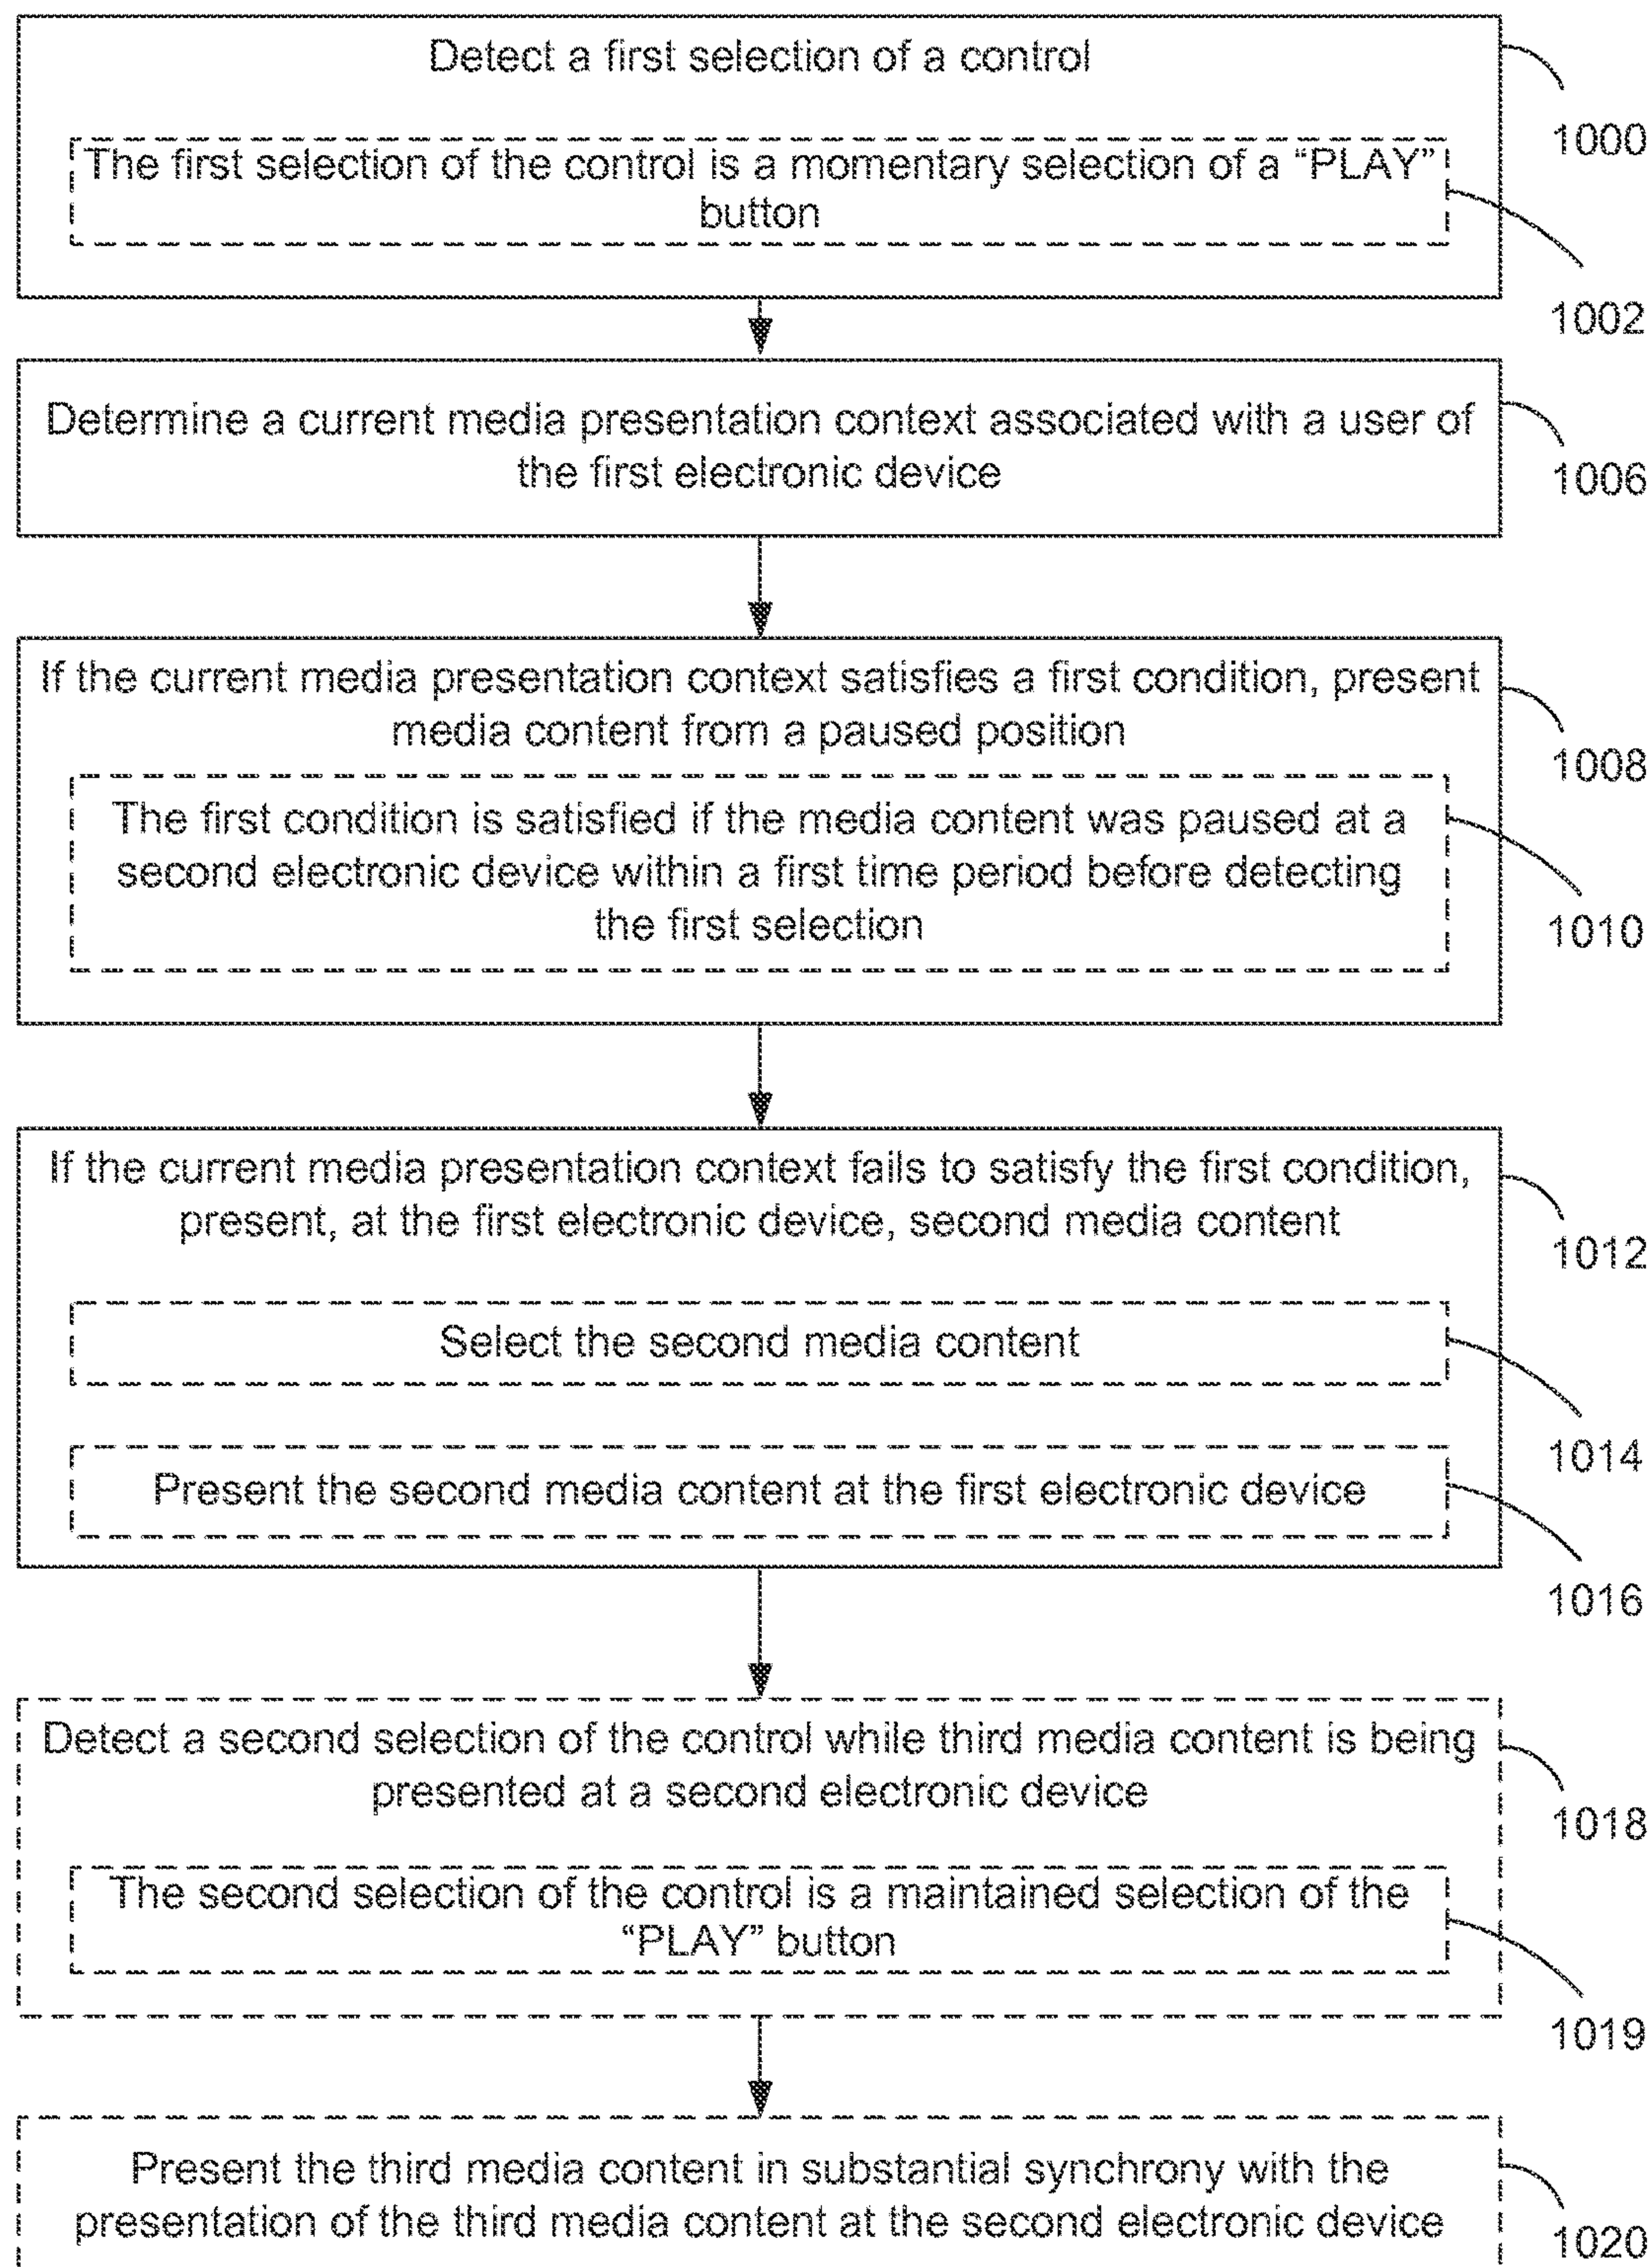 Detect a first selection of a control
1000
The first selection of the control is a momentary selection of a “PLAY”
button
1002
Determine a current media presentation context associated with a user of
the first electronic device
1006
If the current media presentation context satisfies a first condition, present
media content from a paused position
1008
The first condition is satisfied if the media content was paused at a
second electronic device within a first time period before detecting
the first selection
1010
If the current media presentation context fails to satisfy the first condition,
present, at the first electronic device, second media content
1012
Select the second media content
1014
Present the second media content at the first electronic device
1016
Detect a second selection of the control while third media content is being
presented at a second electronic device
1018
The second selection of the control is a maintained selection of the
“PLAY” button
1019
Present the third media content in substantial synchrony with the
presentation of the third media content at the second electronic device
1020